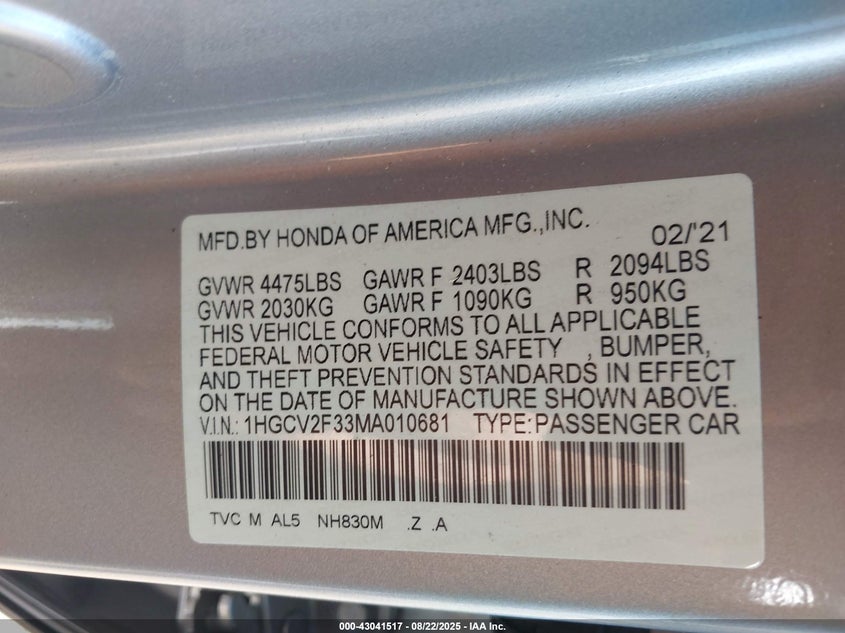 MFD.BY HONDA OF AMERICA MFG.,INC. 02/'21
GVWR 4475LBS GAWR F 2403LBS R 2094LBS
GVWR 2030KG GAWR F 1090KG R 950KG
THIS VEHICLE CONFORMS TO ALL APPLICABLE
FEDERAL MOTOR VEHICLE SAFETY , BUMPER,
AND THEFT PREVENTION STANDARDS IN EFFECT
ON THE DATE OF MANUFACTURE SHOWN ABOVE.
V.I.N.: 1HGCV2F33MA010681 TYPE:PASSENGER CAR
TVC M AL5 NH830M .Z .A
000-43041517 - 08/22/2025 - IAA Inc.